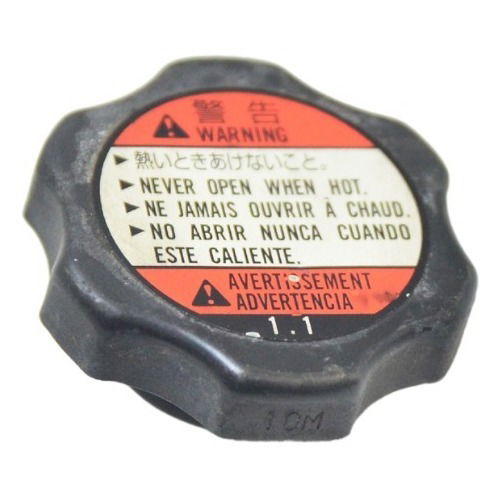 警告
WARNING
熱いときあけないこと。
NEVER OPEN WHEN HOT.
NE JAMAIS OUVRIR À CHAUD.
NO ABRIR NUNCA CUANDO
ESTE CALIENTE.
AVERTISSEMENT
ADVERTENCIA
1.1
10M